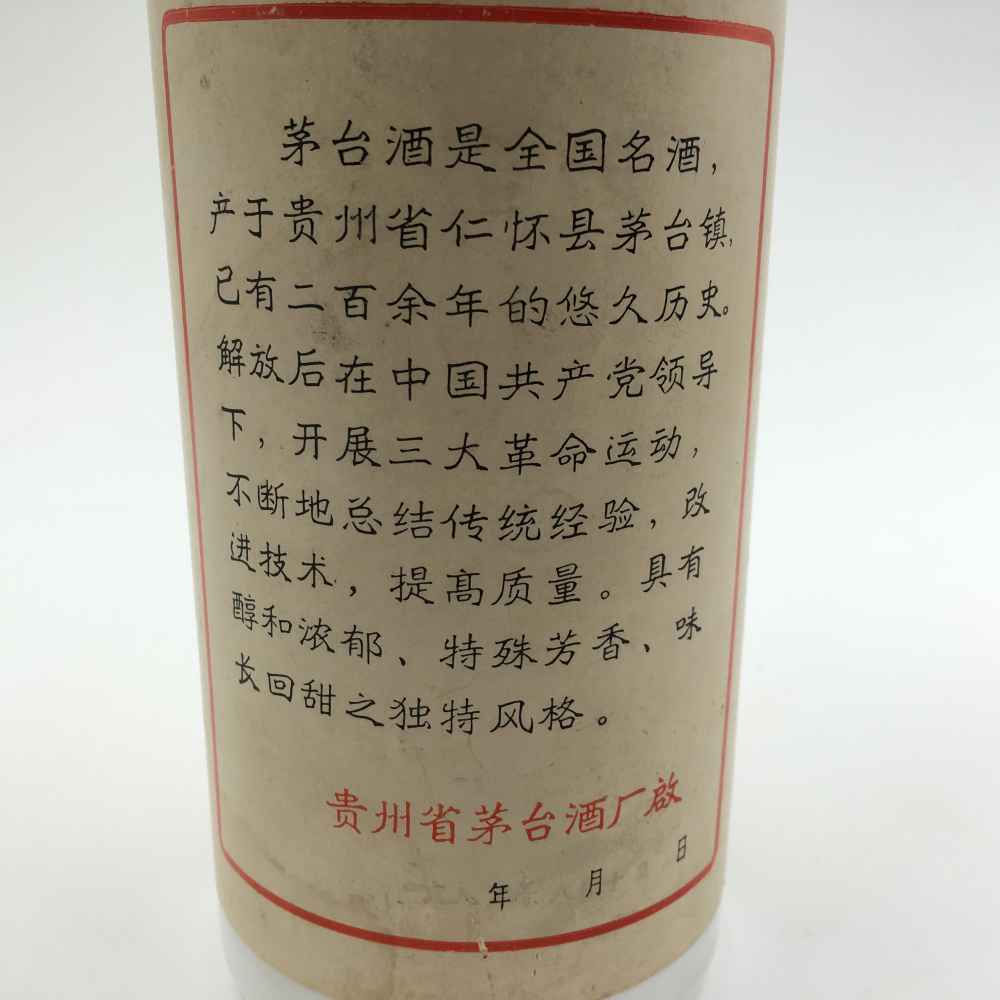 茅台酒是全国名酒，
产于贵州省仁怀县茅台镇，
已有二百余年的悠久历史。
解放后在中国共产党领导
下，开展三大革命运动，
不断地总结传统经验，改
进技术，提高质量。具有
醇和浓郁、特殊芳香、味
长回甜之独特风格。
贵州省茅台酒厂啟
年 月 日